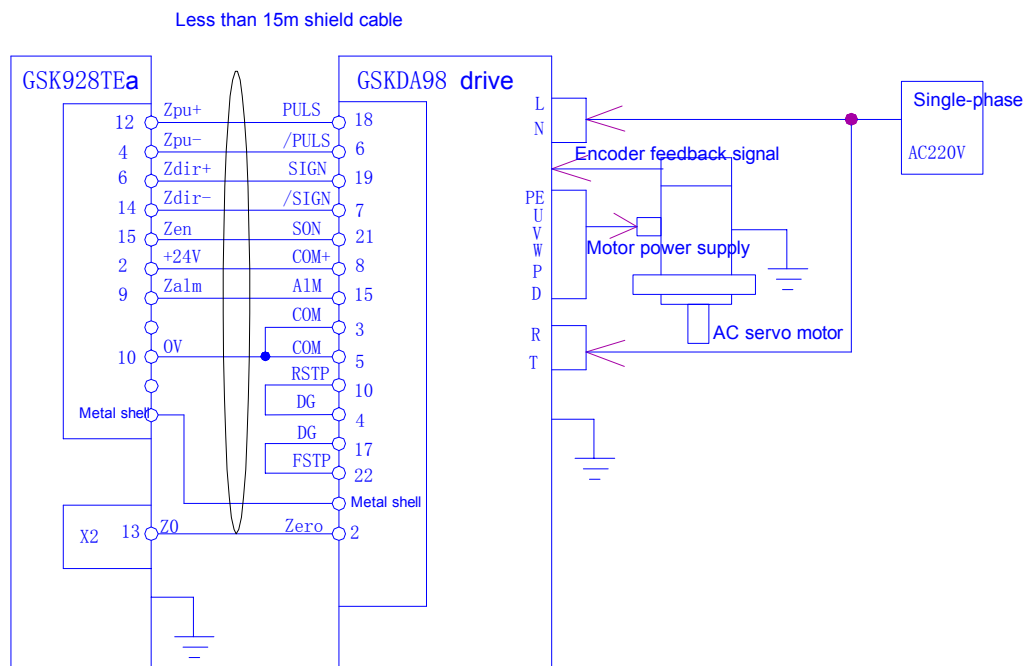 Less than 15m shield cable
GSK928TEa
GSKDA98 drive
12 Zpu+ PULS 18
4 Zpu- /PULS 6
6 Zdir+ SIGN 19
14 Zdir- /SIGN 7
15 Zen SON 21
2 +24V COM+ 8
9 Zalm AlM 15
COM 3
10 0V COM 5
RSTP 10
DG 4
DG 17
FSTP 22
Metal shell
Metal shell
X2 13 Z0 Zero 2
L
N
Encoder feedback signal
PE
U
V
W
P
D
Motor power supply
R
T
AC servo motor
Single-phase
AC220V